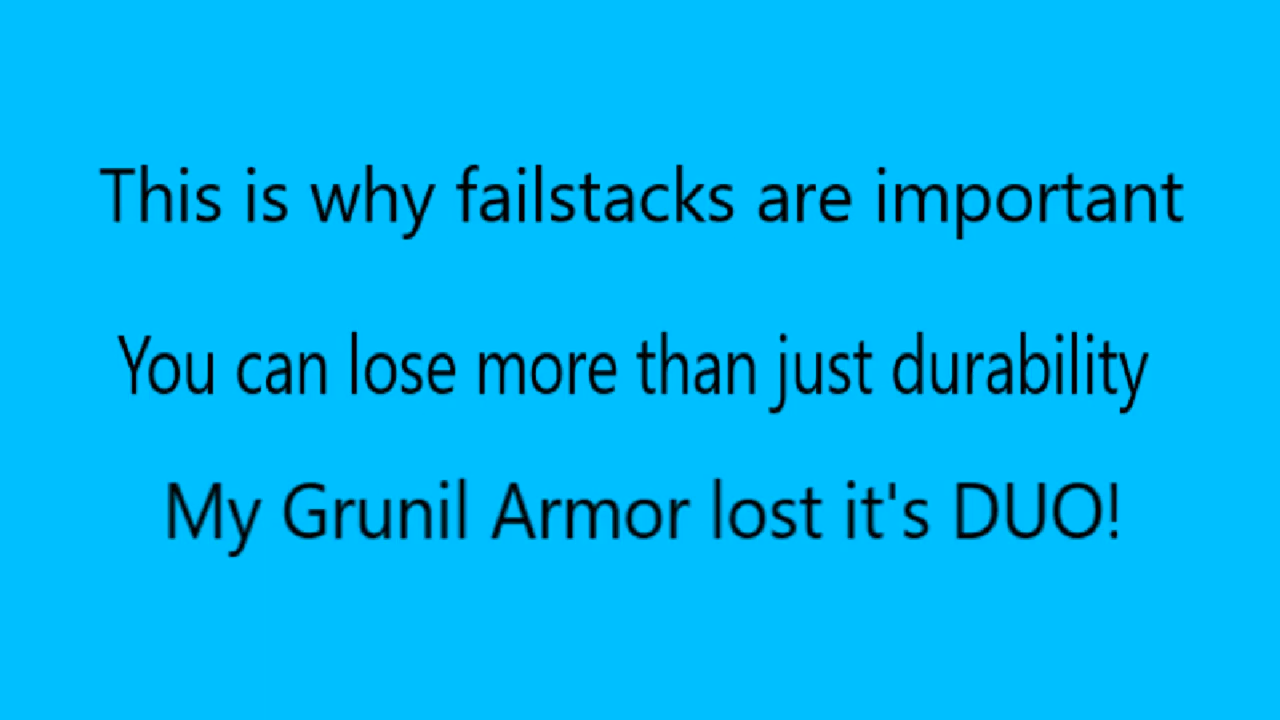 This is why failstacks are important
You can lose more than just durability
My Grunil Armor lost it's DUO!